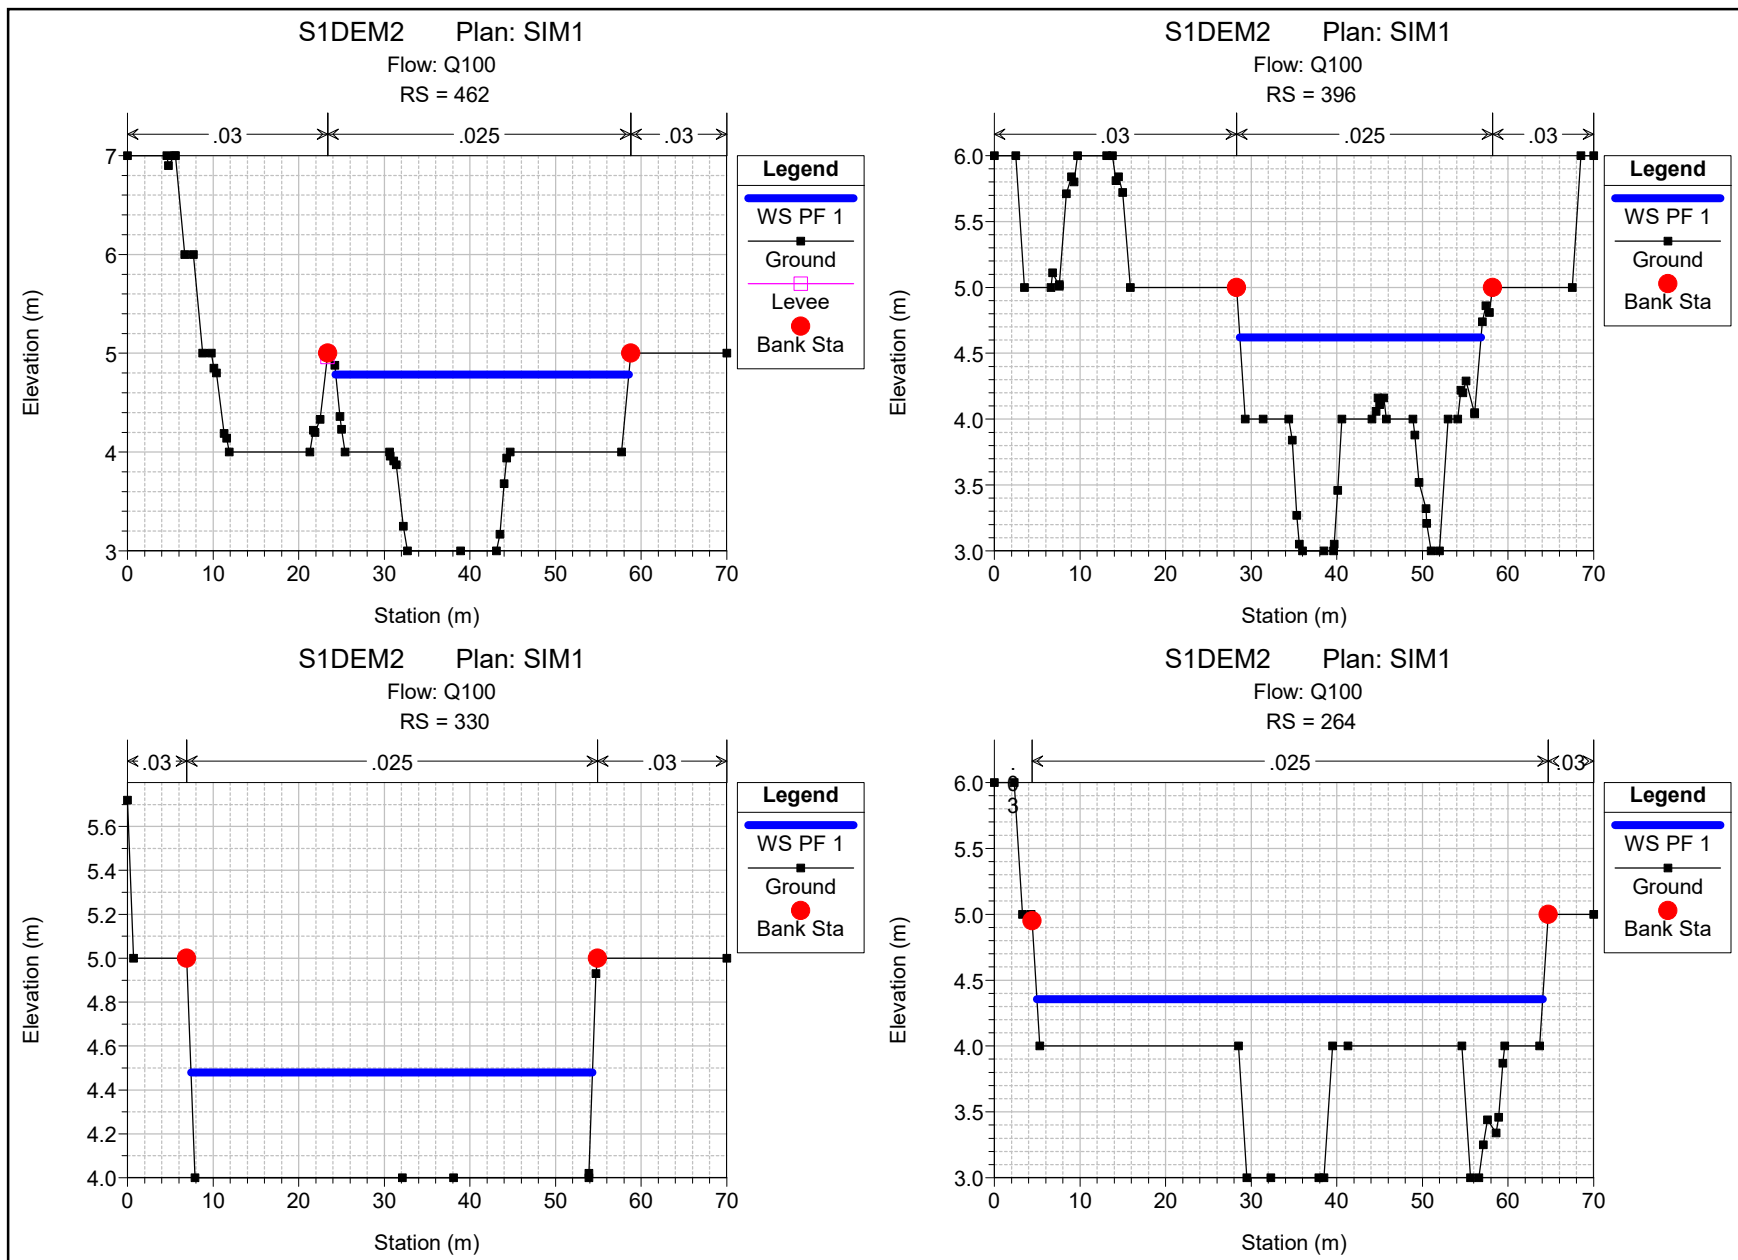 S1DEM2 Plan: SIM1
Flow: Q100
RS = 462
.03 .025 .03
7
6
5
4
3
0 10 20 30 40 50 60 70
Elevation (m)
Station (m)
Legend
WS PF 1
Ground
Levee
Bank Sta
S1DEM2 Plan: SIM1
Flow: Q100
RS = 396
.03 .025 .03
6.0
5.5
5.0
4.5
4.0
3.5
3.0
0 10 20 30 40 50 60 70
Elevation (m)
Station (m)
Legend
WS PF 1
Ground
Bank Sta
S1DEM2 Plan: SIM1
Flow: Q100
RS = 330
.03 .025 .03
5.6
5.4
5.2
5.0
4.8
4.6
4.4
4.2
4.0
0 10 20 30 40 50 60 70
Elevation (m)
Station (m)
Legend
WS PF 1
Ground
Bank Sta
S1DEM2 Plan: SIM1
Flow: Q100
RS = 264
.03 .025 .03
6.0
5.5
5.0
4.5
4.0
3.5
3.0
0 10 20 30 40 50 60 70
Elevation (m)
Station (m)
Legend
WS PF 1
Ground
Bank Sta